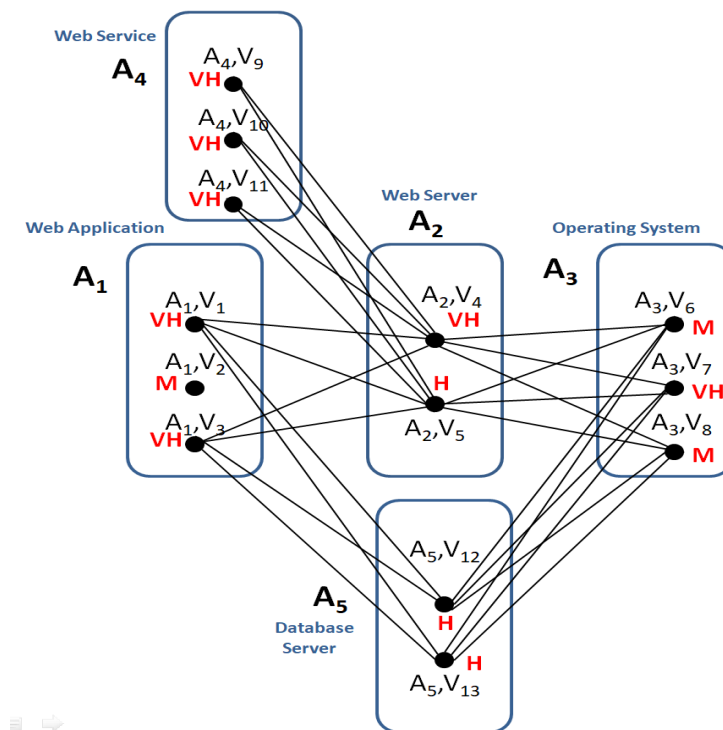 Web Service
A₄
A₄,V₉
VH
A₄,V₁₀
VH
A₄,V₁₁
VH
Web Application
A₁
A₁,V₁
VH
A₁,V₂
M
A₁,V₃
VH
Web Server
A₂
A₂,V₄
VH
H
A₂,V₅
Operating System
A₃
A₃,V₆
M
A₃,V₇
VH
A₃,V₈
M
A₅
Database
Server
A₅,V₁₂
H
H
A₅,V₁₃